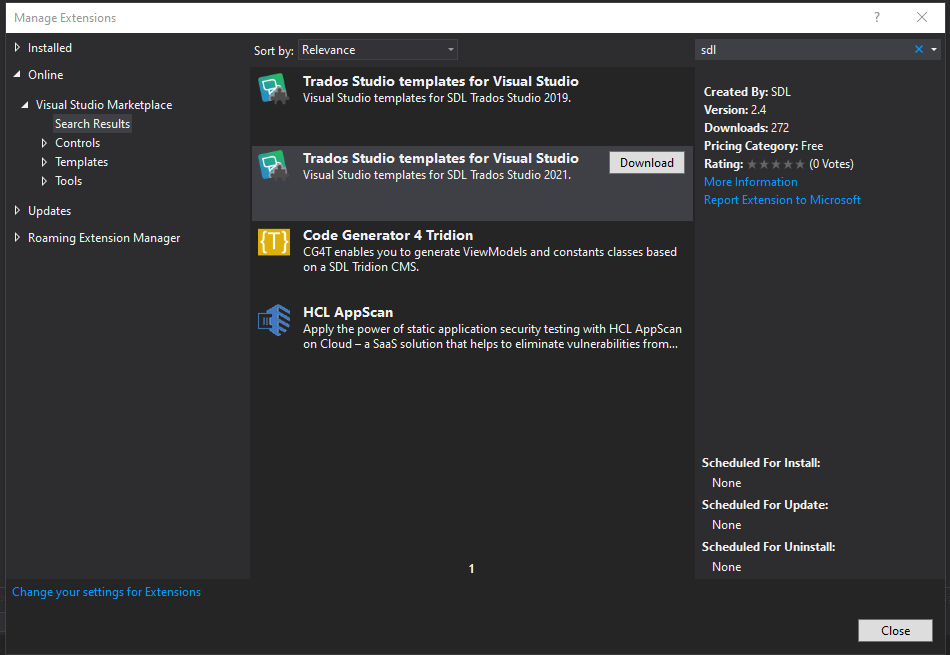 Manage Extensions
?
Installed
Online
Visual Studio Marketplace
Search Results
Controls
Templates
Tools
Updates
Roaming Extension Manager
Change your settings for Extensions
Sort by: Relevance
Trados Studio templates for Visual Studio
Visual Studio templates for SDL Trados Studio 2019.
Trados Studio templates for Visual Studio
Download
Visual Studio templates for SDL Trados Studio 2021.
{T}
Code Generator 4 Tridion
CG4T enables you to generate ViewModels and constants classes based
on a SDL Tridion CMS.
HCL AppScan
Apply the power of static application security testing with HCL AppScan
on Cloud – a SaaS solution that helps to eliminate vulnerabilities from...
1
sdl
Created By: SDL
Version: 2.4
Downloads: 272
Pricing Category: Free
Rating: ★★★★★ (0 Votes)
More Information
Report Extension to Microsoft
Scheduled For Install:
None
Scheduled For Update:
None
Scheduled For Uninstall:
None
Close